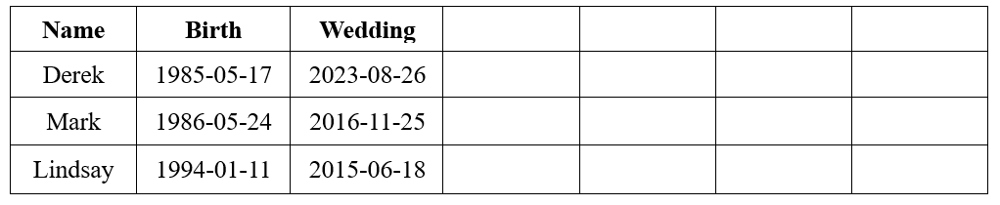 Name Birth Wedding
Derek 1985-05-17 2023-08-26
Mark 1986-05-24 2016-11-25
Lindsay 1994-01-11 2015-06-18